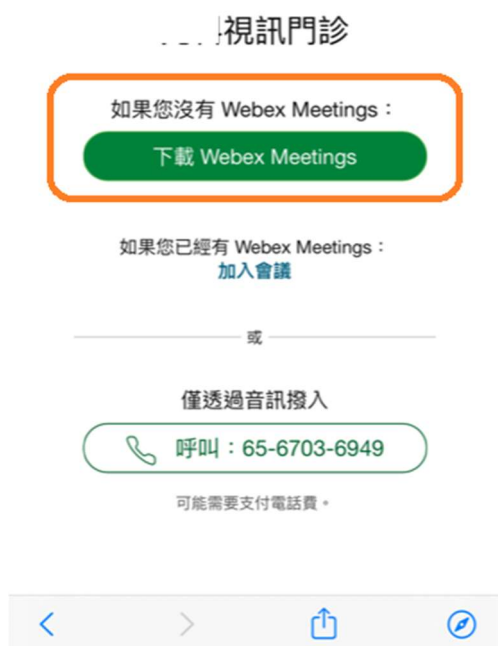 視訊門診
如果您沒有 Webex Meetings：
下載 Webex Meetings
如果您已經有 Webex Meetings：
加入會議
或
僅透過音訊撥入
呼叫：65-6703-6949
可能需要支付電話費。